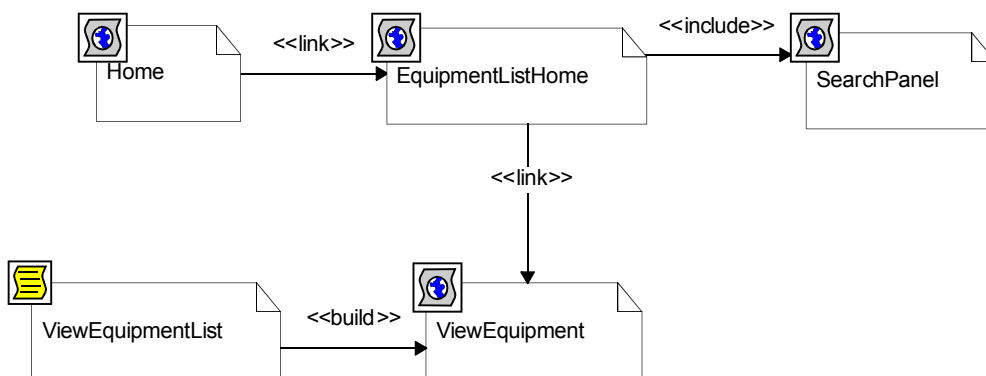 <<link>>
<<include>>
Home
EquipmentListHome
SearchPanel
<<link>>
<<build>>
ViewEquipmentList
ViewEquipment